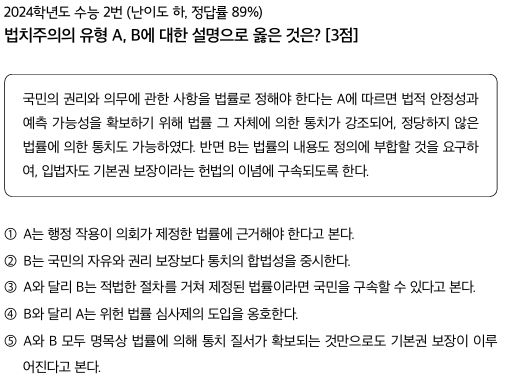 2024학년도 수능 2번 (난이도 하, 정답률 89%)
법치주의의 유형 A, B에 대한 설명으로 옳은 것은? [3점]
국민의 권리와 의무에 관한 사항을 법률로 정해야 한다는 A에 따르면 법적 안정성과
예측 가능성을 확보하기 위해 법률 그 자체에 의한 통치가 강조되어, 정당하지 않은
법률에 의한 통치도 가능하였다. 반면 B는 법률의 내용도 정의에 부합할 것을 요구하
여, 입법자도 기본권 보장이라는 헌법의 이념에 구속되도록 한다.
① A는 행정 작용이 의회가 제정한 법률에 근거해야 한다고 본다.
② B는 국민의 자유와 권리 보장보다 통치의 합법성을 중시한다.
③ A와 달리 B는 적법한 절차를 거쳐 제정된 법률이라면 국민을 구속할 수 있다고 본다.
④ B와 달리 A는 위헌 법률 심사제의 도입을 옹호한다.
⑤ A와 B 모두 명목상 법률에 의해 통치 질서가 확보되는 것만으로도 기본권 보장이 이루
어진다고 본다.